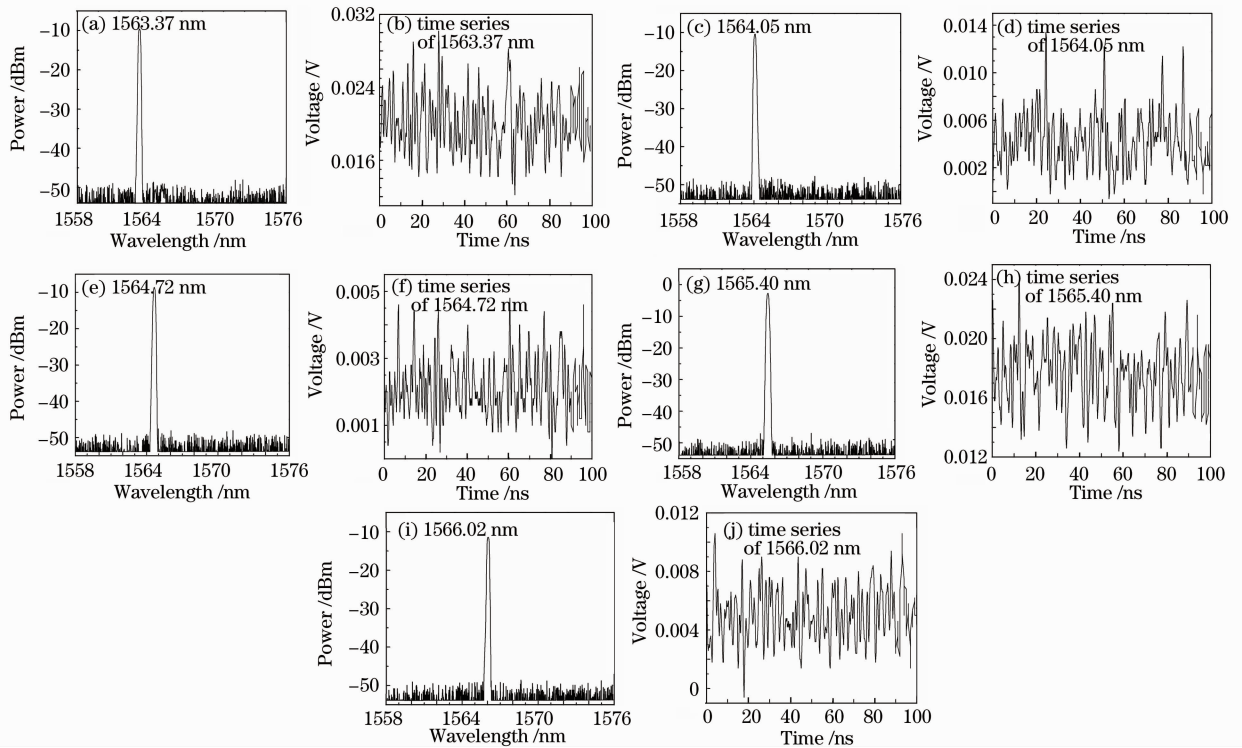 (a) 1563.37 nm
Power /dBm
−10
−20
−30
−40
−50
1558
1564
1570
1576
Wavelength /nm
(b) time series
of 1563.37 nm
Voltage /V
0.032
0.024
0.016
0
20
40
60
80
100
Time /ns
(c) 1564.05 nm
Power /dBm
−10
−20
−30
−40
−50
1558
1564
1570
1576
Wavelength /nm
(d) time series
of 1564.05 nm
Voltage /V
0.014
0.010
0.006
0.002
0
20
40
60
80
100
Time /ns
(e) 1564.72 nm
Power /dBm
−10
−20
−30
−40
−50
1558
1564
1570
1576
Wavelength /nm
(f) time series
of 1564.72 nm
Voltage /V
0.005
0.003
0.001
0
20
40
60
80
100
Time /ns
(g) 1565.40 nm
Power /dBm
0
−10
−20
−30
−40
−50
1558
1564
1570
1576
Wavelength /nm
(h) time series
of 1565.40 nm
Voltage /V
0.024
0.020
0.016
0.012
0
20
40
60
80
100
Time /ns
(i) 1566.02 nm
Power /dBm
−10
−20
−30
−40
−50
1558
1564
1570
1576
Wavelength /nm
(j) time series
of 1566.02 nm
Voltage /V
0.012
0.008
0.004
0
0
20
40
60
80
100
Time /ns